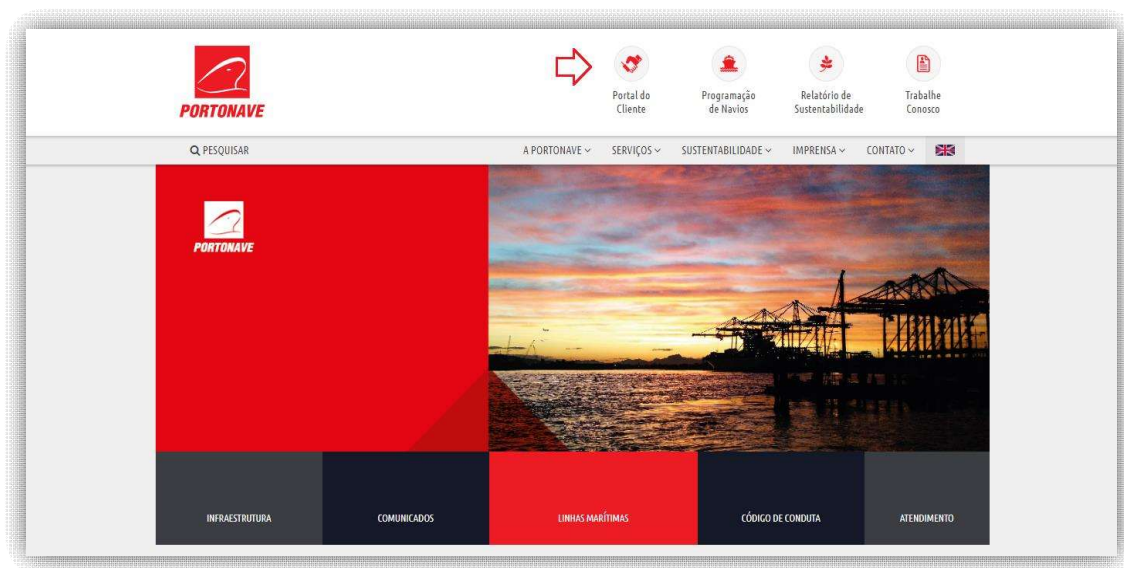 PORTONAVE
Portal do
Cliente
Programação
de Navios
Relatório de
Sustentabilidade
Trabalhe
Conosco
PESQUISAR
A PORTONAVE
SERVIÇOS
SUSTENTABILIDADE
IMPRENSA
CONTATO
PORTONAVE
INFRAESTRUTURA
COMUNICADOS
LINHAS MARÍTIMAS
CÓDIGO DE CONDUTA
ATENDIMENTO